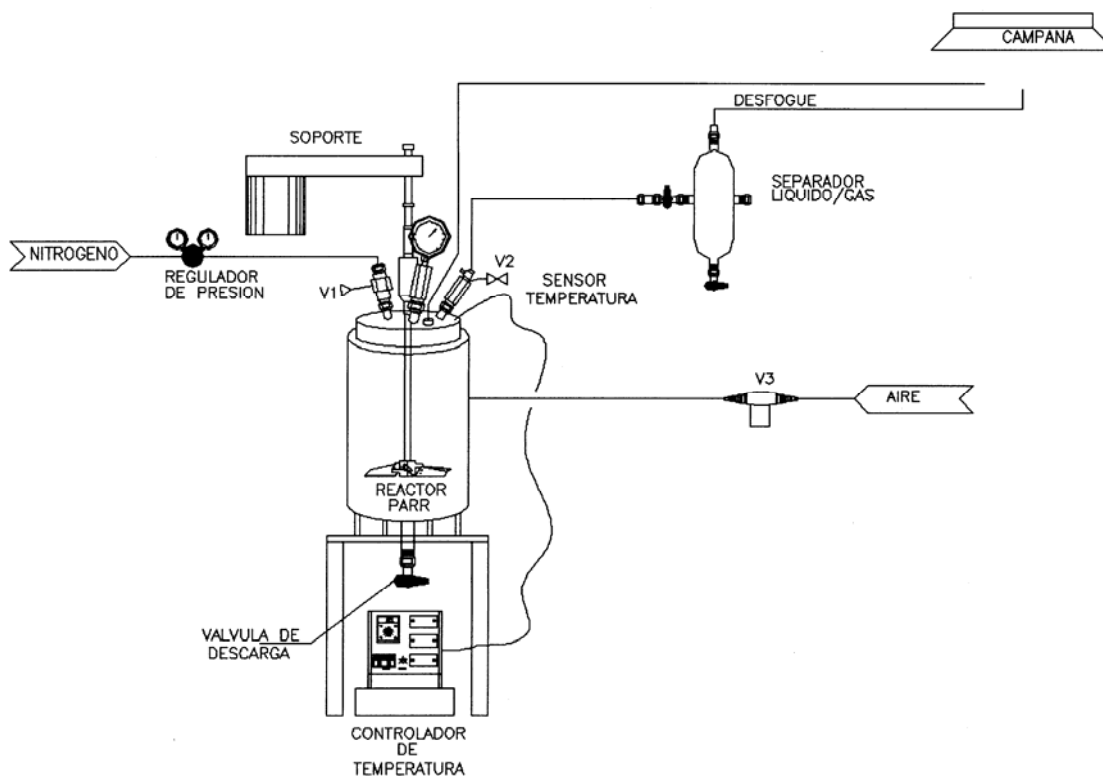 CAMPANA
DESFOGUE
SOPORTE
SEPARADOR
LIQUIDO/GAS
NITROGENO
REGULADOR
DE PRESION
V1
V2
SENSOR
TEMPERATURA
V3
AIRE
REACTOR
PARR
VALVULA DE
DESCARGA
CONTROLADOR
DE
TEMPERATURA